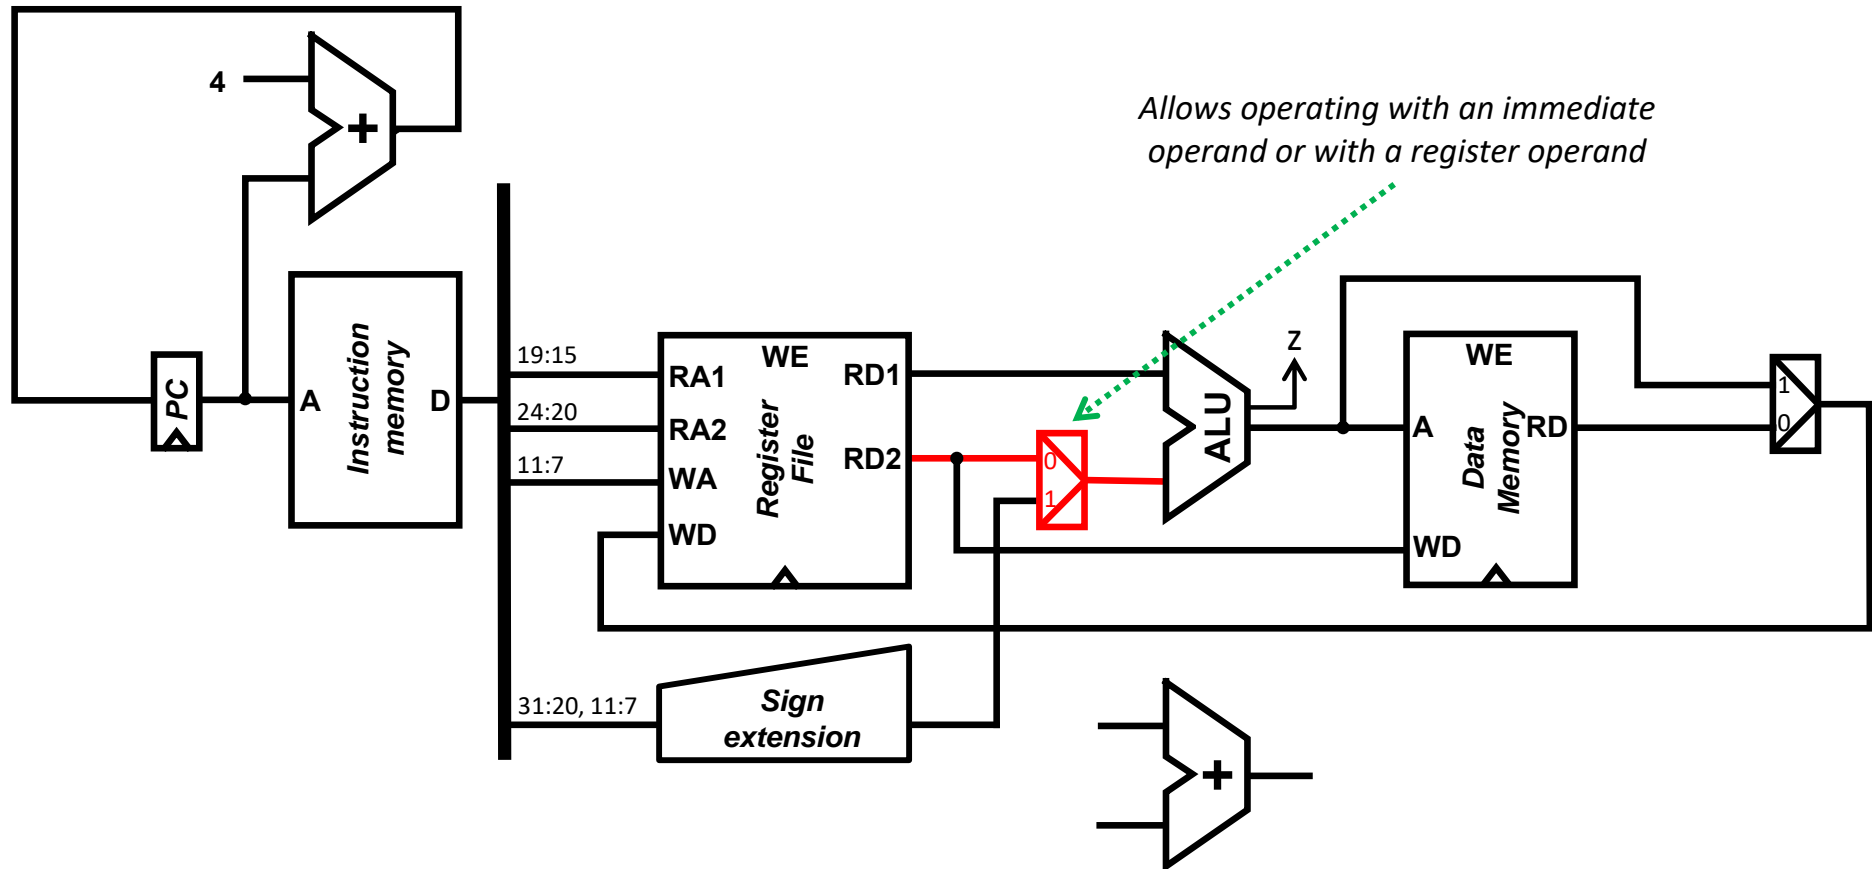 4
+
Allows operating with an immediate
operand or with a register operand
PC
A
Instruction
memory
D
19:15
24:20
11:7
31:20, 11:7
RA1
RA2
WA
WD
WE
Register
File
RD1
RD2
0
1
ALU
Z
A
WD
WE
Data
Memory
RD
1
0
Sign
extension
+